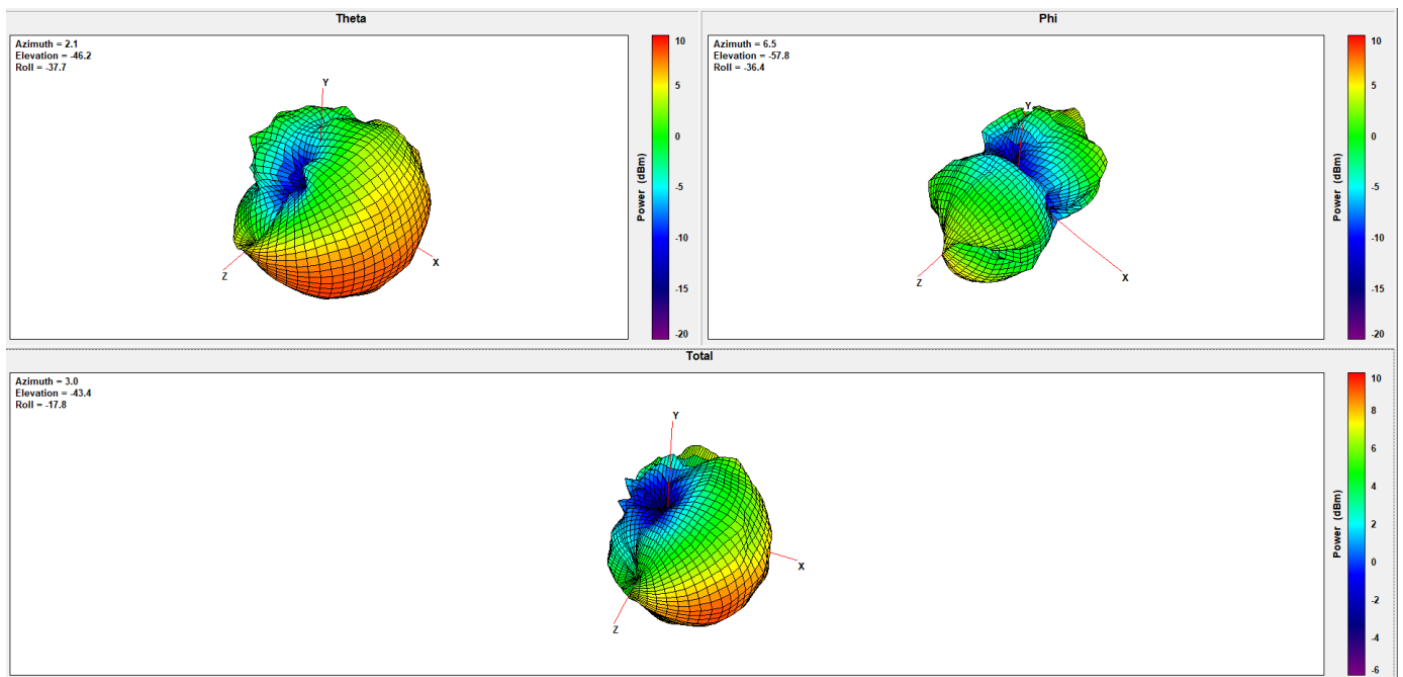 Theta
Azimuth = 2.1
Elevation = -46.2
Roll = -37.7
Y
X
Z
10
5
0
-5
-10
-15
-20
Power (dBm)
Phi
Azimuth = 6.5
Elevation = -57.8
Roll = -36.4
Y
X
Z
10
5
0
-5
-10
-15
-20
Power (dBm)
Total
Azimuth = 3.0
Elevation = -43.4
Roll = -17.8
Y
X
Z
10
8
6
4
2
0
-2
-4
-6
Power (dBm)